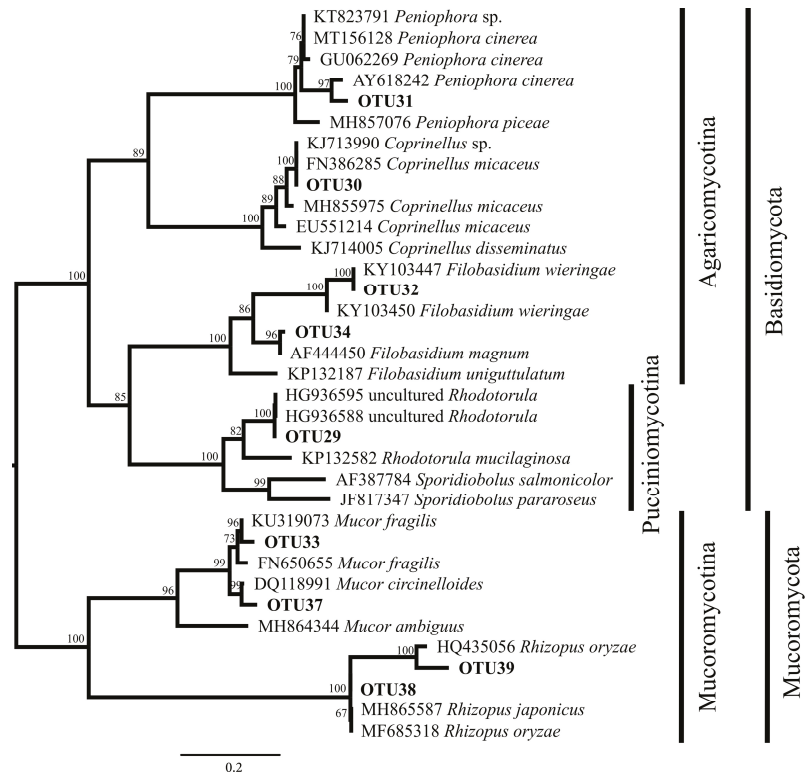 KT823791 Peniophora sp.
76
MT156128 Peniophora cinerea
79
GU062269 Peniophora cinerea
AY618242 Peniophora cinerea
97
100
OTU31
MH857076 Peniophora piceae
KJ713990 Coprinellus sp.
89
100
FN386285 Coprinellus micaceus
88
OTU30
89
MH855975 Coprinellus micaceus
100
EU551214 Coprinellus micaceus
KJ714005 Coprinellus disseminatus
100
100
KY103447 Filobasidium wieringae
100
OTU32
86
KY103450 Filobasidium wieringae
96
OTU34
100
AF444450 Filobasidium magnum
KP132187 Filobasidium uniguttulatum
85
HG936595 uncultured Rhodotorula
100
HG936588 uncultured Rhodotorula
82
OTU29
100
KP132582 Rhodotorula mucilaginosa
99
AF387784 Sporidiobolus salmonicolor
JF817347 Sporidiobolus pararoseus
96
KU319073 Mucor fragilis
73
OTU33
99
FN650655 Mucor fragilis
99
DQ118991 Mucor circinelloides
96
OTU37
MH864344 Mucor ambiguus
100
100
HQ435056 Rhizopus oryzae
OTU39
100
OTU38
67
MH865587 Rhizopus japonicus
MF685318 Rhizopus oryzae
0.2
Agaricomycotina
Pucciniomycotina
Basidiomycota
Mucoromycotina
Mucoromycota